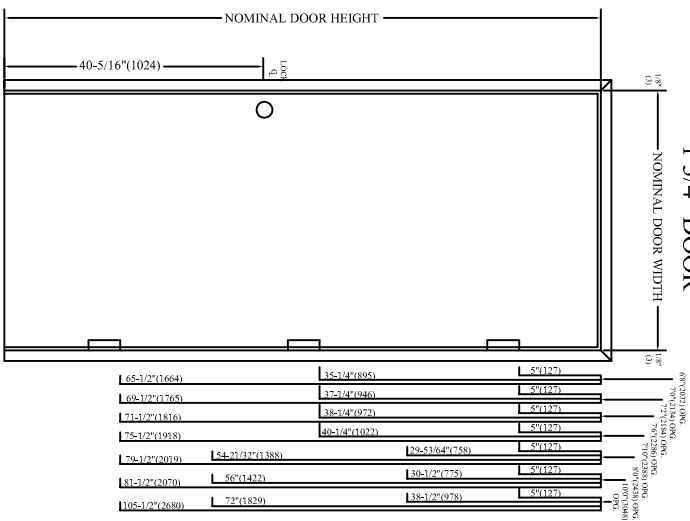 NOMINAL DOOR HEIGHT
40-5/16"(1024)
LOCK
CL
1/8"
(3)
NOMINAL DOOR WIDTH
1/8"
(3)
35-1/4"(895)
5"(127)
65-1/2"(1664)
6'8"(2032) OPG.
37-1/4"(946)
5"(127)
69-1/2"(1765)
7'0"(2134) OPG.
38-1/4"(972)
5"(127)
71-1/2"(1816)
7'2"(2184) OPG.
40-1/4"(1022)
5"(127)
75-1/2"(1918)
7'6"(2286) OPG.
54-21/32"(1388)
29-53/64"(758)
5"(127)
79-1/2"(2019)
7'10"(2388) OPG.
56"(1422)
30-1/2"(775)
5"(127)
81-1/2"(2070)
8'0"(2438) OPG.
72"(1829)
38-1/2"(978)
5"(127)
105-1/2"(2680)
10'0"(3048)
OPG.